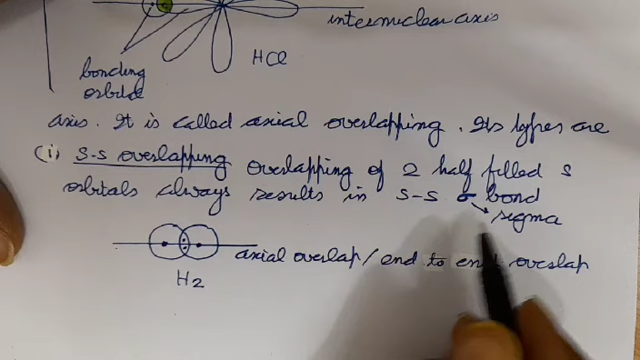 internuclear axis
HCl
bonding
orbital
axis. It is called axial overlapping. Its types are
(i) S-S overlapping overlapping of 2 half filled s
orbitals always results in S-S σ bond
sigma
axial overlap/end to end overlap
H2